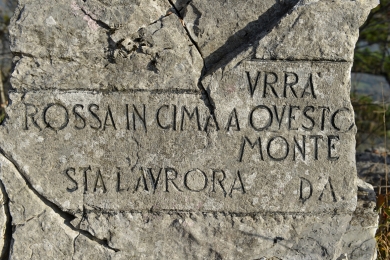 VRRA'
ROSSA IN CIMA A QVESTO
MONTE
STA L'AVRORA DA